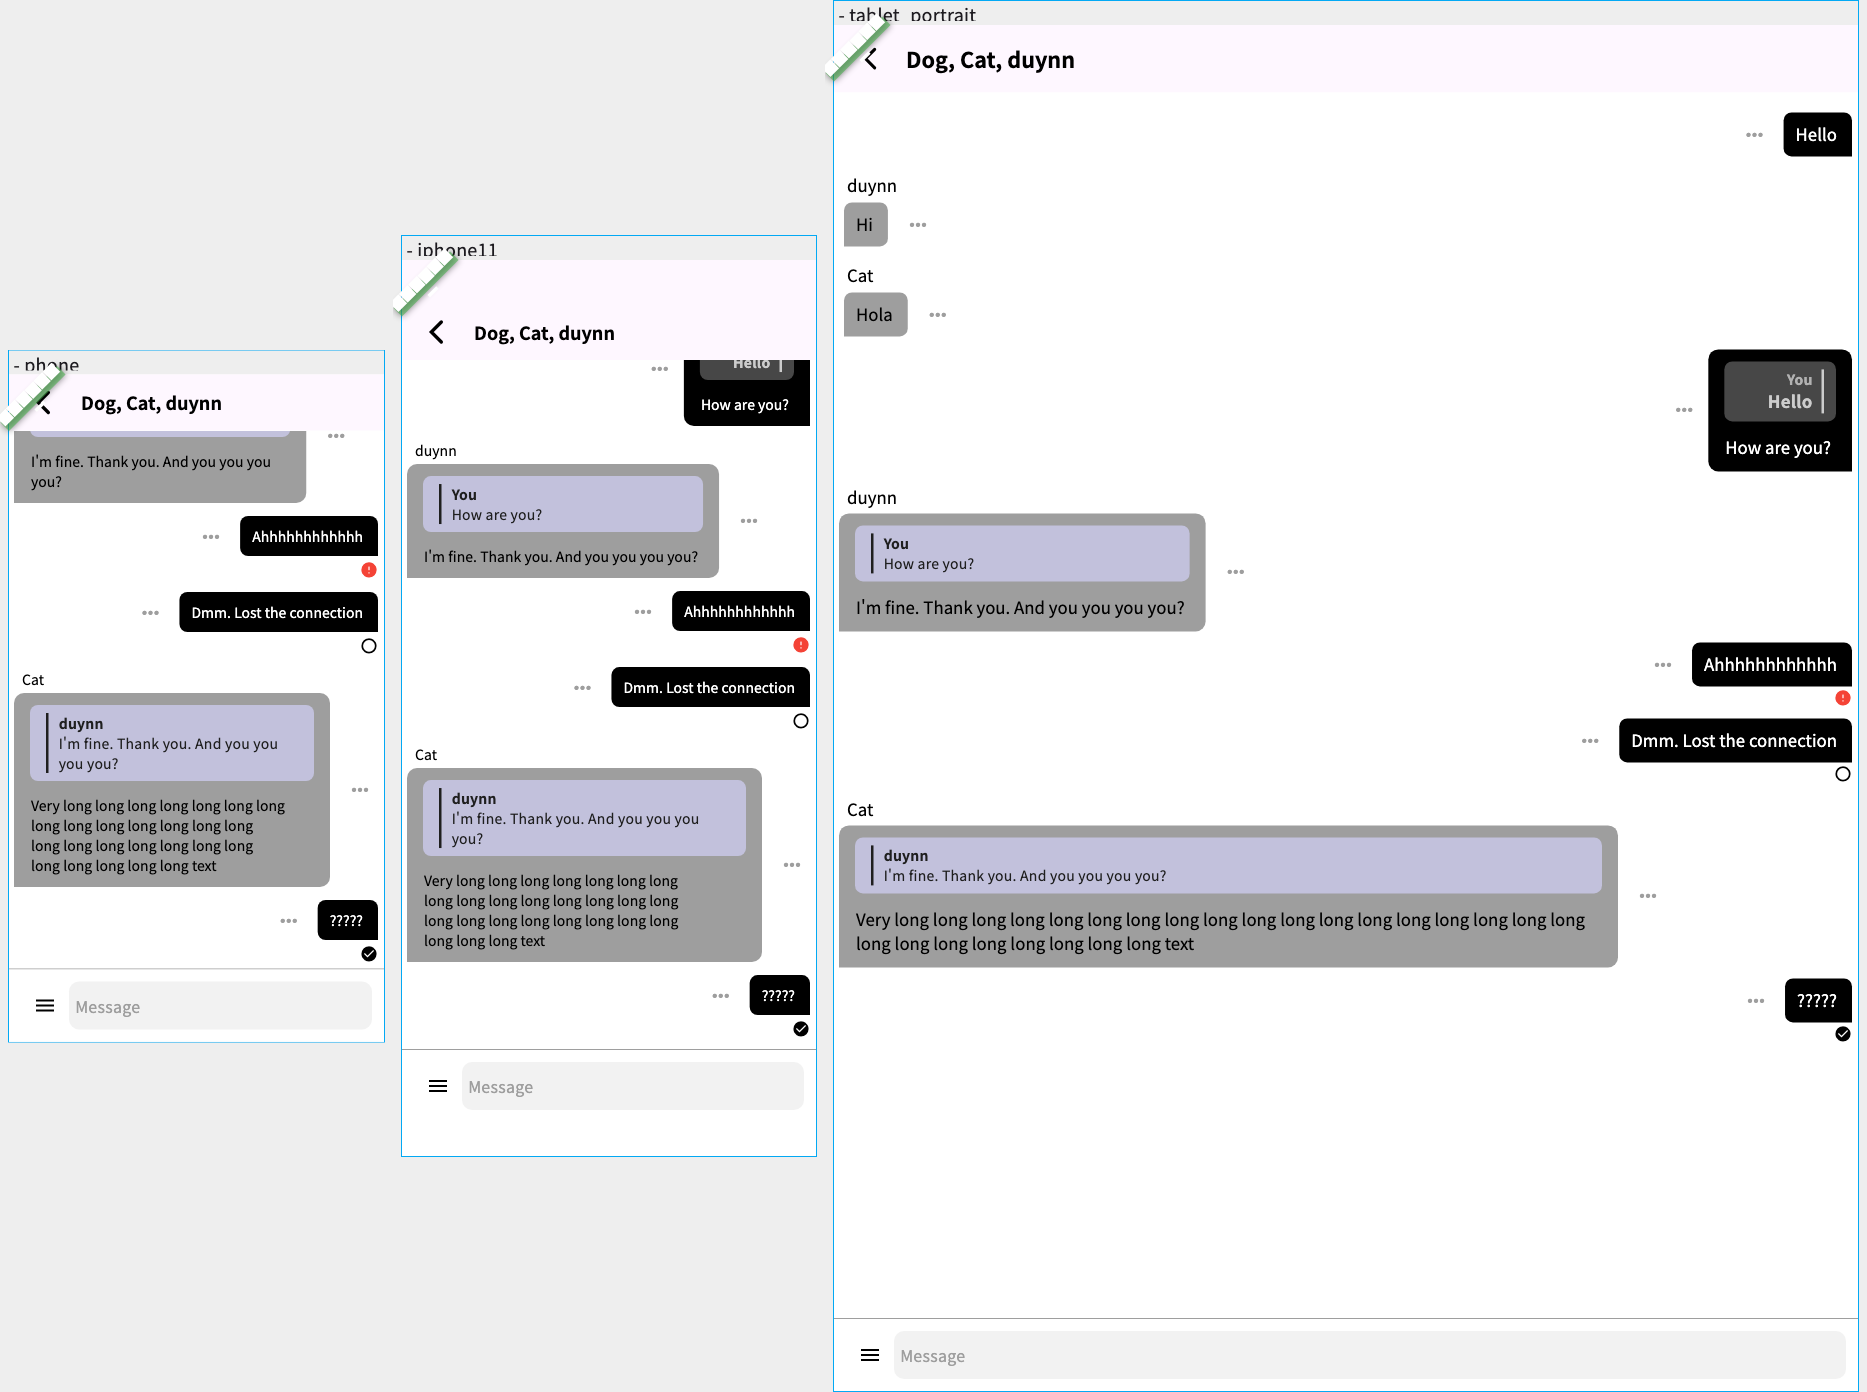 - phone
Dog, Cat, duynn
I'm fine. Thank you. And you you you
you?
Ahhhhhhhhhhhh
Dmm. Lost the connection
Cat
duynn
I'm fine. Thank you. And you you
you you?
Very long long long long long long long
long long long long long long long
long long long long long long long
long long long long long text
?????
Message
- iphone11
Dog, Cat, duynn
Hello
How are you?
duynn
You
How are you?
I'm fine. Thank you. And you you you you?
Ahhhhhhhhhhhh
Dmm. Lost the connection
Cat
duynn
I'm fine. Thank you. And you you you
you?
Very long long long long long long long
long long long long long long long long
long long long long long long long long
long long long text
?????
Message
- tablet_portrait
Dog, Cat, duynn
Hello
duynn
Hi
Cat
Hola
You
Hello
How are you?
duynn
You
How are you?
I'm fine. Thank you. And you you you you?
Ahhhhhhhhhhhh
Dmm. Lost the connection
Cat
duynn
I'm fine. Thank you. And you you you you?
Very long long long long long long long long long long long long long long long long long long
long long long long long long long long text
?????
Message